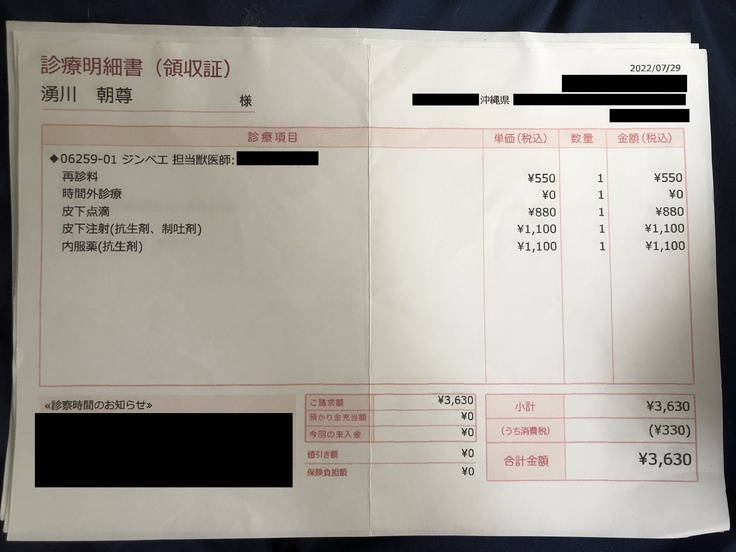 診療明細書（領収証）
2022/07/29
湧川 朝尊 様
沖縄県
診療項目 単価(税込) 数量 金額(税込)
◆06259-01 ジンベエ 担当獣医師:
再診料 ¥550 1 ¥550
時間外診療 ¥0 1 ¥0
皮下点滴 ¥880 1 ¥880
皮下注射(抗生剤、制吐剤) ¥1,100 1 ¥1,100
内服薬(抗生剤) ¥1,100 1 ¥1,100
≪診察時間のお知らせ≫
ご請求額 ¥3,630
預かり金充当額 ¥0
今回の未入金 ¥0
値引き額 ¥0
保険負担額 ¥0
小計 ¥3,630
(うち消費税) (¥330)
合計金額 ¥3,630